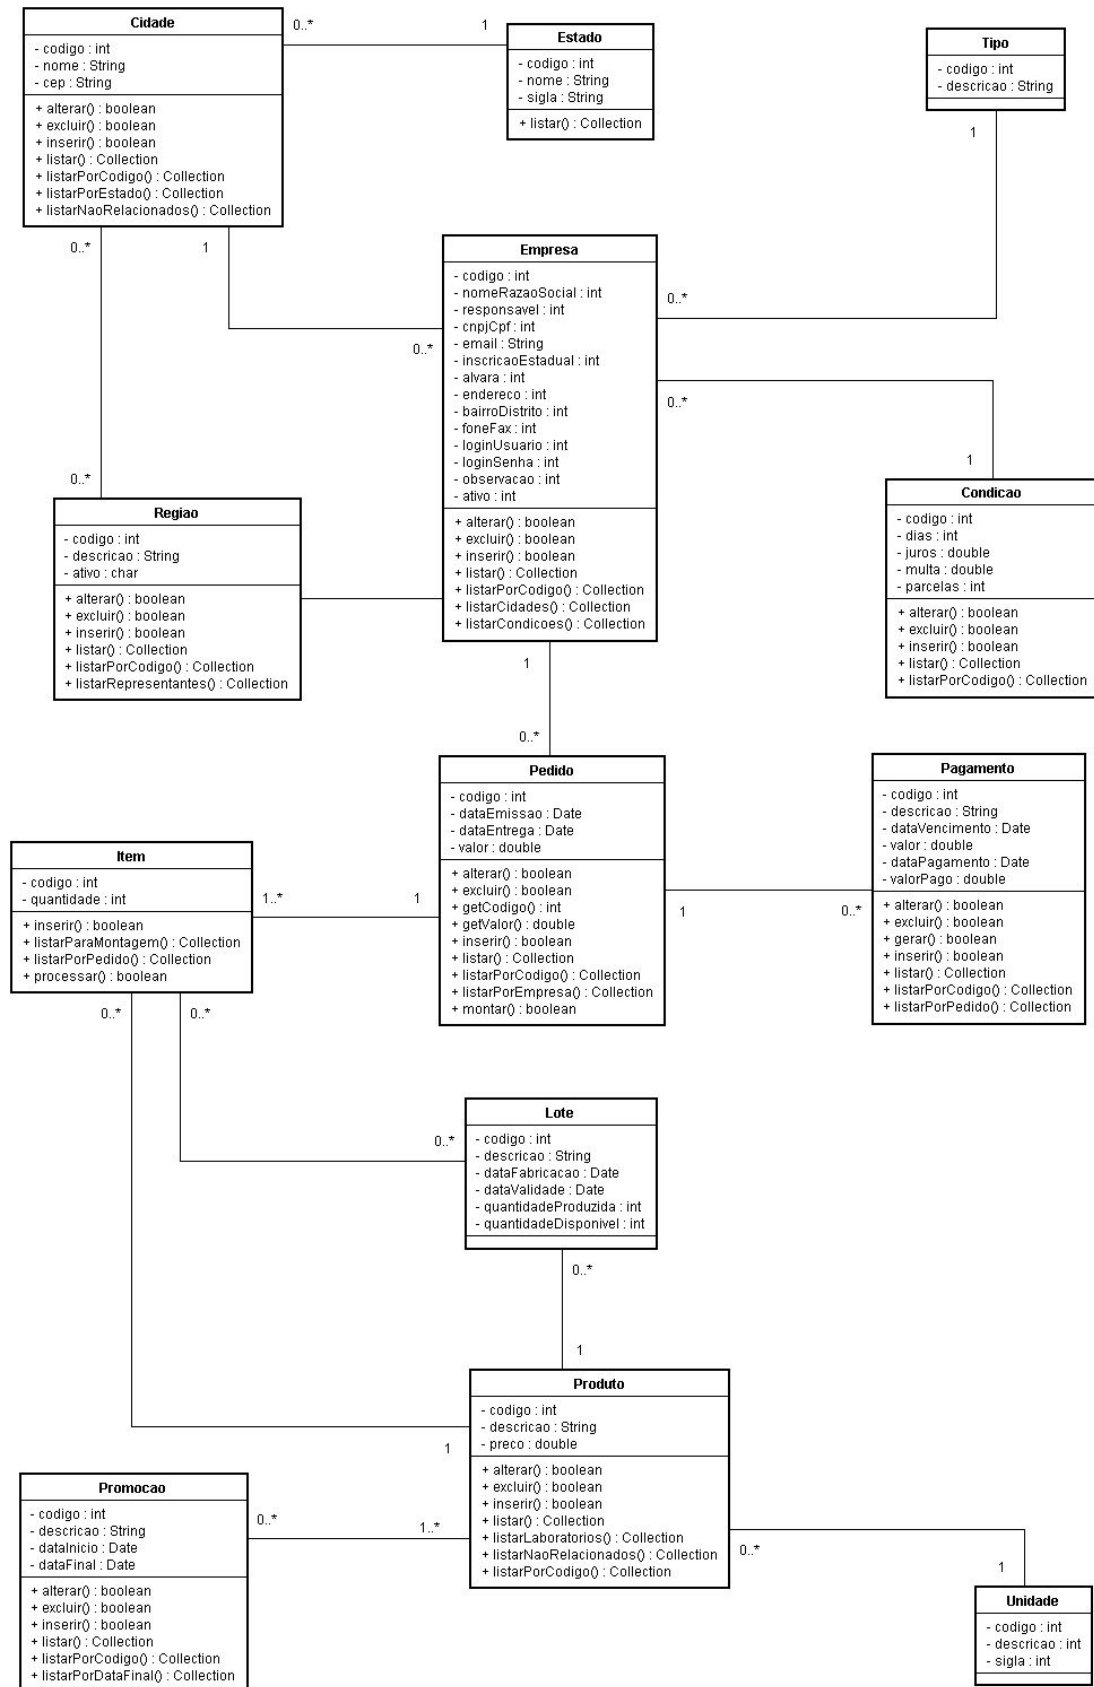 Cidade
- codigo : int
- nome : String
- cep : String
+ alterar() : boolean
+ excluir() : boolean
+ inserir() : boolean
+ listar() : Collection
+ listarPorCodigo() : Collection
+ listarPorEstado() : Collection
+ listarNaoRelacionados() : Collection
0..*
1
Estado
- codigo : int
- nome : String
- sigla : String
+ listar() : Collection
Tipo
- codigo : int
- descricao : String
1
0..*
1
Empresa
- codigo : int
- nomeRazaoSocial : int
- responsavel : int
- cnpjCpf : int
- email : String
- inscricaoEstadual : int
- alvara : int
- endereco : int
- bairroDistrito : int
- foneFax : int
- loginUsuario : int
- loginSenha : int
- observacao : int
- ativo : int
+ alterar() : boolean
+ excluir() : boolean
+ inserir() : boolean
+ listar() : Collection
+ listarPorCodigo() : Collection
+ listarCidades() : Collection
+ listarCondicoes() : Collection
0..*
0..*
0..*
0..*
1
Regiao
- codigo : int
- descricao : String
- ativo : char
+ alterar() : boolean
+ excluir() : boolean
+ inserir() : boolean
+ listar() : Collection
+ listarPorCodigo() : Collection
+ listarRepresentantes() : Collection
Condicao
- codigo : int
- dias : int
- juros : double
- multa : double
- parcelas : int
+ alterar() : boolean
+ excluir() : boolean
+ inserir() : boolean
+ listar() : Collection
+ listarPorCodigo() : Collection
1
0..*
Pedido
- codigo : int
- dataEmissao : Date
- dataEntrega : Date
- valor : double
+ alterar() : boolean
+ excluir() : boolean
+ getCodigo() : int
+ getValor() : double
+ inserir() : boolean
+ listar() : Collection
+ listarPorCodigo() : Collection
+ listarPorEmpresa() : Collection
+ montar() : boolean
Pagamento
- codigo : int
- descricao : String
- dataVencimento : Date
- valor : double
- dataPagamento : Date
- valorPago : double
+ alterar() : boolean
+ excluir() : boolean
+ gerar() : boolean
+ inserir() : boolean
+ listar() : Collection
+ listarPorCodigo() : Collection
+ listarPorPedido() : Collection
Item
- codigo : int
- quantidade : int
+ inserir() : boolean
+ listarParaMontagem() : Collection
+ listarPorPedido() : Collection
+ processar() : boolean
1..*
1
1
0..*
0..*
0..*
0..*
Lote
- codigo : int
- descricao : String
- dataFabricacao : Date
- dataValidade : Date
- quantidadeProduzida : int
- quantidadeDisponivel : int
0..*
1
Produto
- codigo : int
- descricao : String
- preco : double
+ alterar() : boolean
+ excluir() : boolean
+ inserir() : boolean
+ listar() : Collection
+ listarLaboratorios() : Collection
+ listarNaoRelacionados() : Collection
+ listarPorCodigo() : Collection
1
Promocao
- codigo : int
- descricao : String
- dataInicio : Date
- dataFinal : Date
+ alterar() : boolean
+ excluir() : boolean
+ inserir() : boolean
+ listar() : Collection
+ listarPorCodigo() : Collection
+ listarPorDataFinal() : Collection
0..*
1..*
0..*
1
Unidade
- codigo : int
- descricao : int
- sigla : int